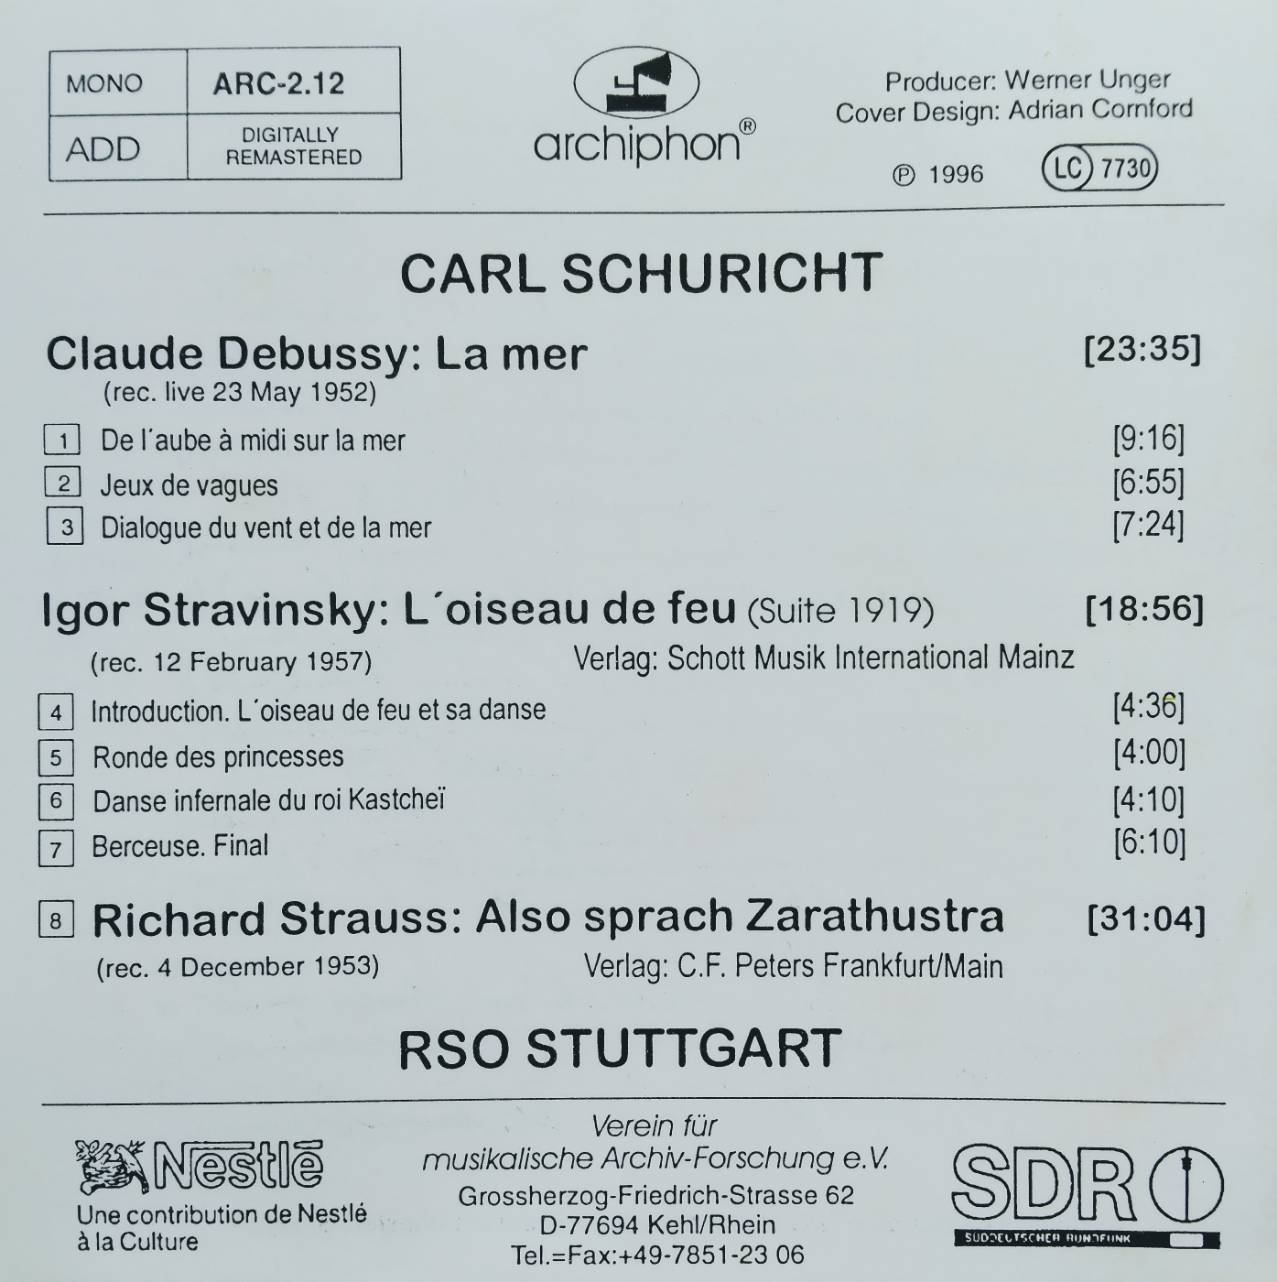 MONO ARC-2.12
ADD DIGITALLY REMASTERED
archiphon®
Producer: Werner Unger
Cover Design: Adrian Cornford
℗ 1996 LC 7730
CARL SCHURICHT
Claude Debussy: La mer [23:35]
(rec. live 23 May 1952)
1 De l´aube à midi sur la mer [9:16]
2 Jeux de vagues [6:55]
3 Dialogue du vent et de la mer [7:24]
Igor Stravinsky: L´oiseau de feu (Suite 1919) [18:56]
(rec. 12 February 1957) Verlag: Schott Musik International Mainz
4 Introduction. L´oiseau de feu et sa danse [4:36]
5 Ronde des princesses [4:00]
6 Danse infernale du roi Kastcheï [4:10]
7 Berceuse. Final [6:10]
8 Richard Strauss: Also sprach Zarathustra [31:04]
(rec. 4 December 1953) Verlag: C.F. Peters Frankfurt/Main
RSO STUTTGART
Nestlé
Une contribution de Nestlé
à la Culture
Verein für
musikalische Archiv-Forschung e.V.
Grossherzog-Friedrich-Strasse 62
D-77694 Kehl/Rhein
Tel.=Fax:+49-7851-23 06
SDR
SÜDDEUTSCHER RUNDFUNK